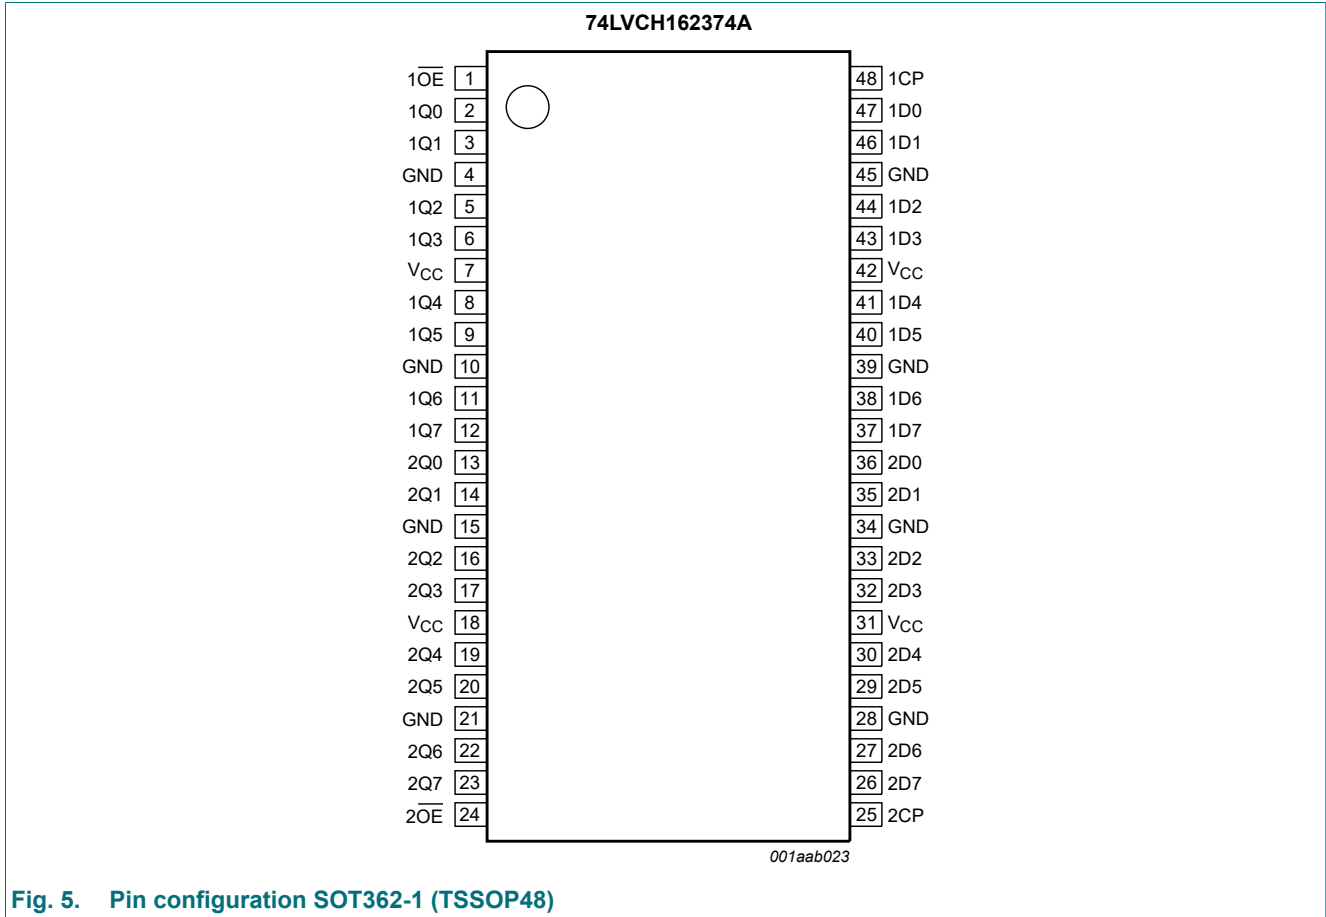 74LVCH162374A
1OE 1 48 1CP
1Q0 2 47 1D0
1Q1 3 46 1D1
GND 4 45 GND
1Q2 5 44 1D2
1Q3 6 43 1D3
VCC 7 42 VCC
1Q4 8 41 1D4
1Q5 9 40 1D5
GND 10 39 GND
1Q6 11 38 1D6
1Q7 12 37 1D7
2Q0 13 36 2D0
2Q1 14 35 2D1
GND 15 34 GND
2Q2 16 33 2D2
2Q3 17 32 2D3
VCC 18 31 VCC
2Q4 19 30 2D4
2Q5 20 29 2D5
GND 21 28 GND
2Q6 22 27 2D6
2Q7 23 26 2D7
2OE 24 25 2CP
001aab023
Fig. 5. Pin configuration SOT362-1 (TSSOP48)